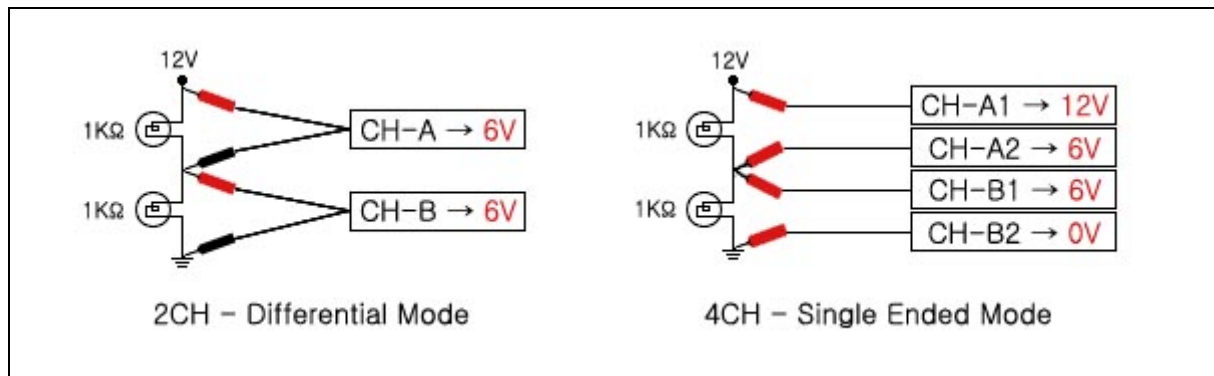 12V
1KΩ
CH-A → 6V
1KΩ
CH-B → 6V
2CH - Differential Mode
12V
1KΩ
CH-A1 → 12V
CH-A2 → 6V
1KΩ
CH-B1 → 6V
CH-B2 → 0V
4CH - Single Ended Mode